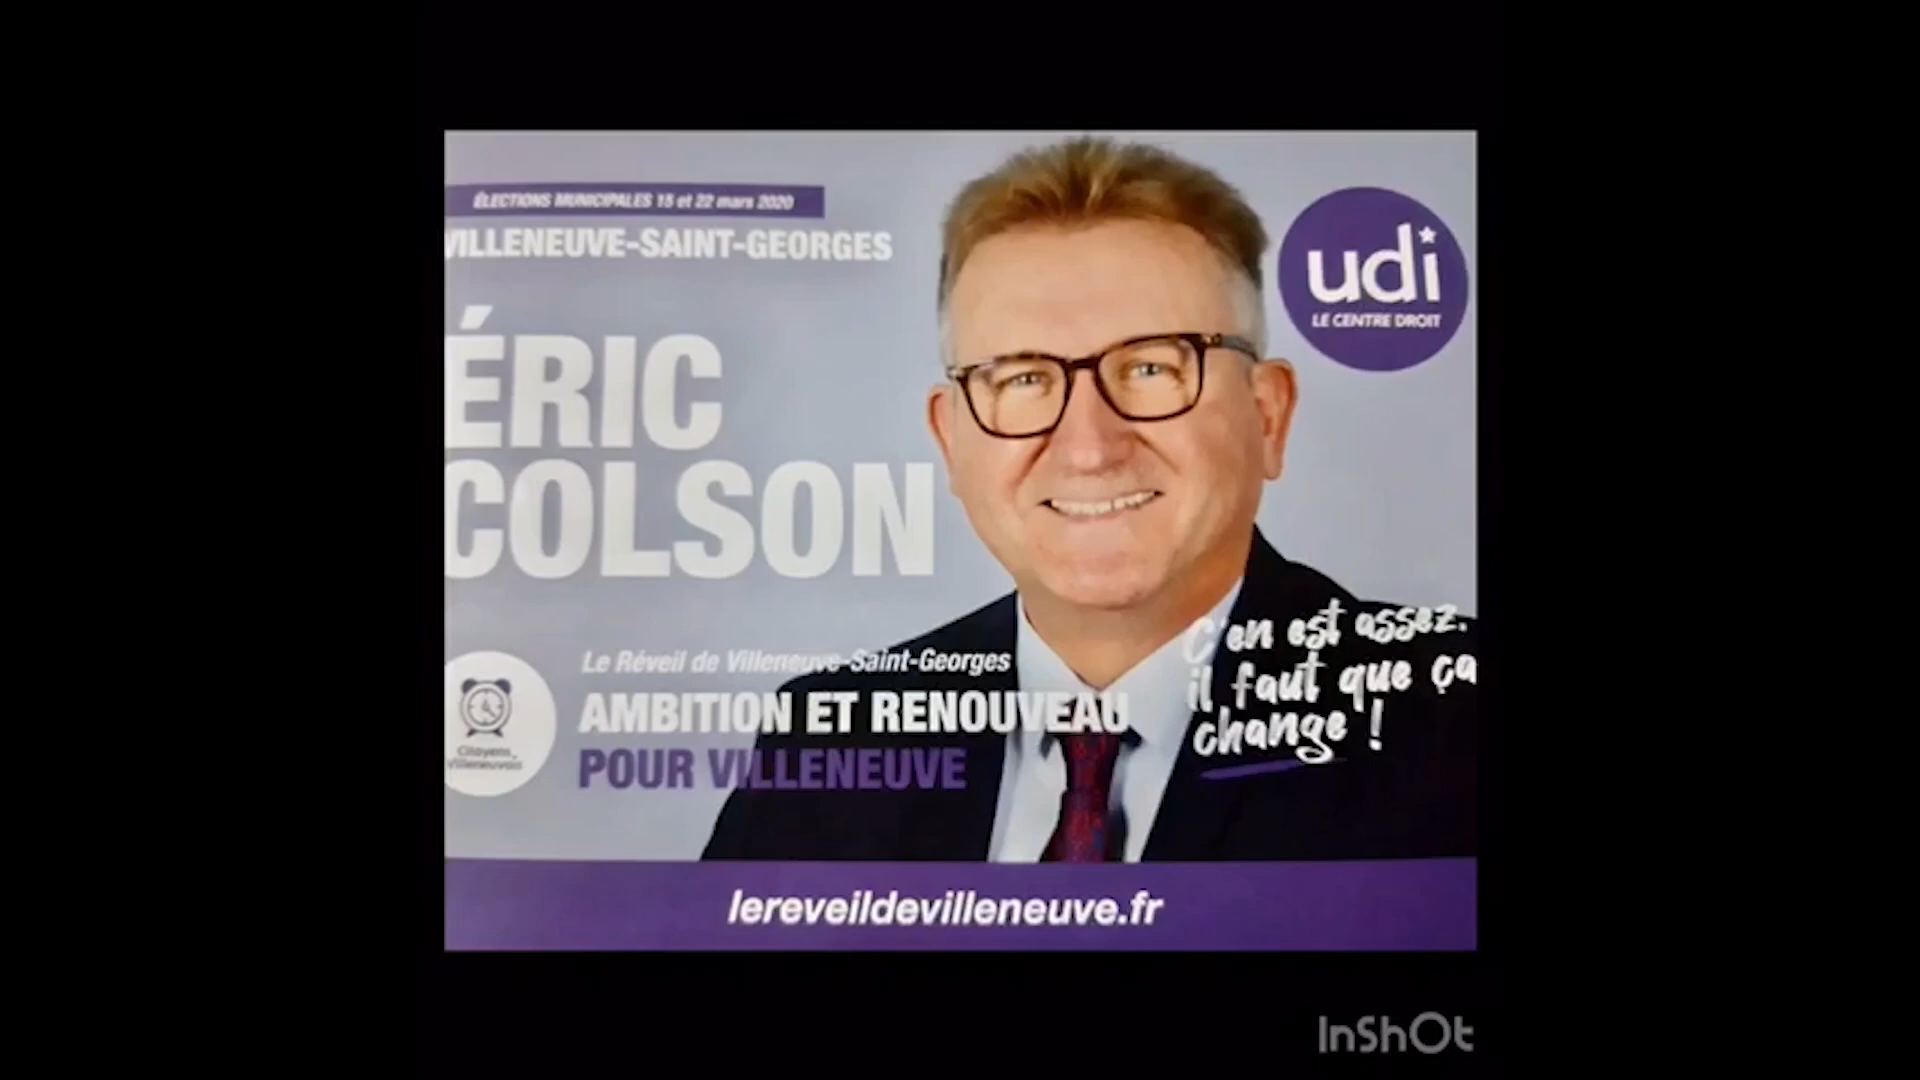 ÉLECTIONS MUNICIPALES 15 et 22 mars 2020
VILLENEUVE-SAINT-GEORGES
ÉRIC
COLSON
udi
LE CENTRE DROIT
C'en est assez.
il faut que ça
change !
Le Réveil de Villeneuve-Saint-Georges
AMBITION ET RENOUVEAU
POUR VILLENEUVE
Citoyens
Villeneuvois
lereveildevilleneuve.fr
InShOt